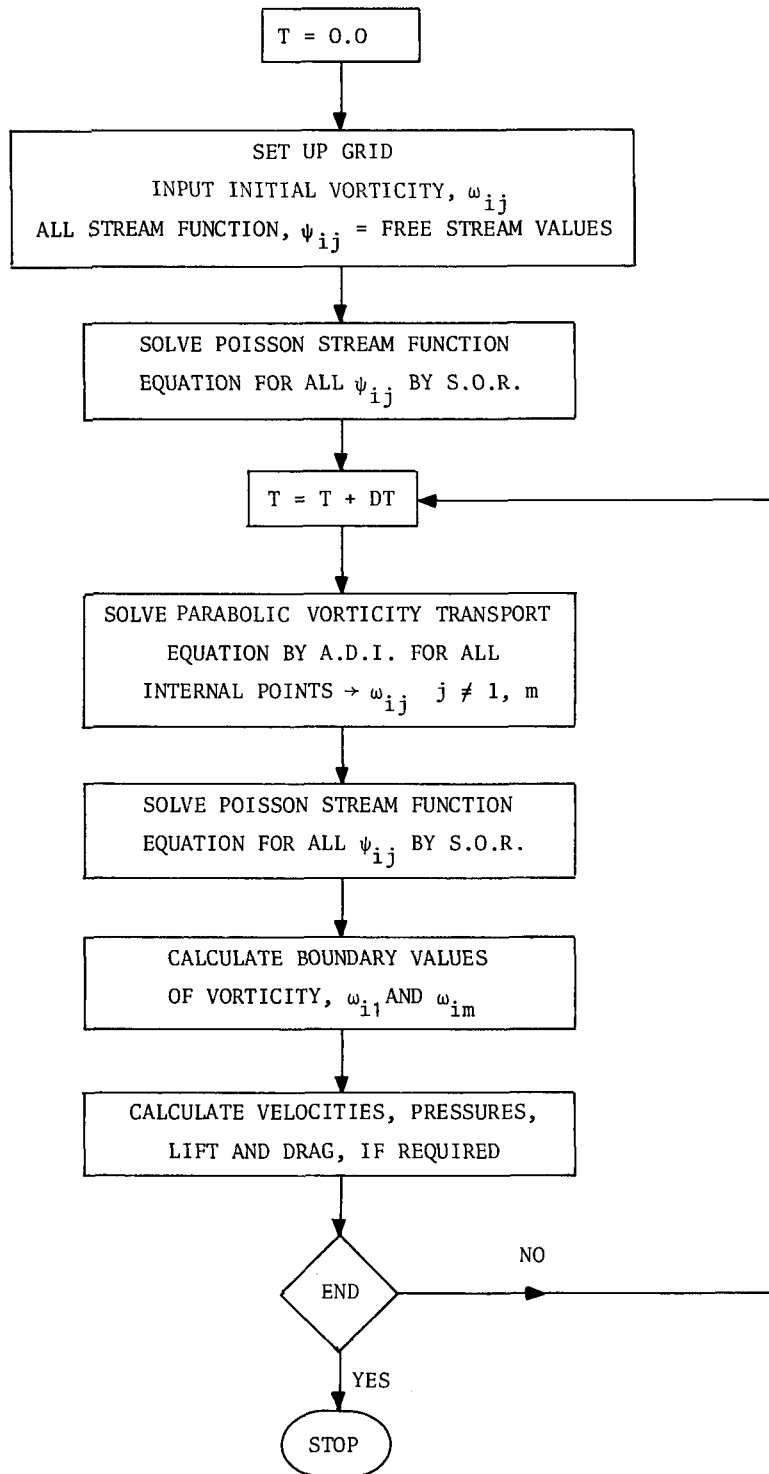 T = 0.0
SET UP GRID
INPUT INITIAL VORTICITY, ω_ij
ALL STREAM FUNCTION, ψ_ij = FREE STREAM VALUES
SOLVE POISSON STREAM FUNCTION
EQUATION FOR ALL ψ_ij BY S.O.R.
T = T + DT
SOLVE PARABOLIC VORTICITY TRANSPORT
EQUATION BY A.D.I. FOR ALL
INTERNAL POINTS → ω_ij j ≠ 1, m
SOLVE POISSON STREAM FUNCTION
EQUATION FOR ALL ψ_ij BY S.O.R.
CALCULATE BOUNDARY VALUES
OF VORTICITY, ω_i1 AND ω_im
CALCULATE VELOCITIES, PRESSURES,
LIFT AND DRAG, IF REQUIRED
NO
END
YES
STOP